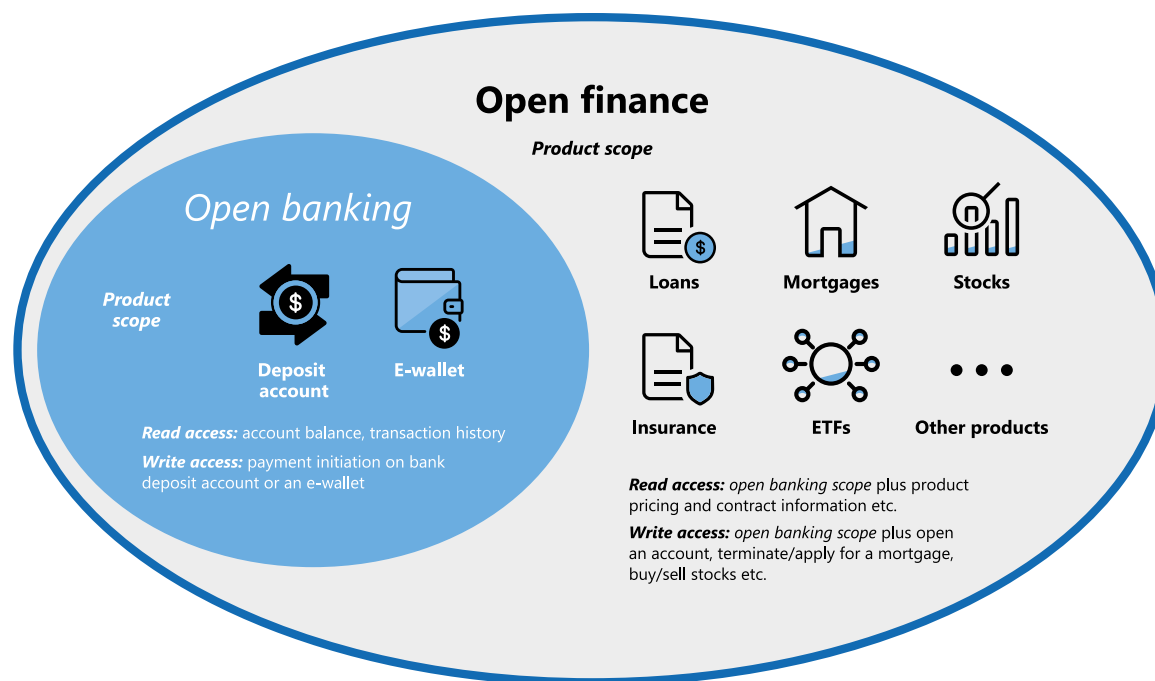 Open finance
Product scope
Open banking
Product
scope
$
$
Deposit
account
E-wallet
Read access: account balance, transaction history
Write access: payment initiation on bank
deposit account or an e-wallet
$
Loans
Mortgages
Stocks
Insurance
ETFs
Other products
Read access: open banking scope plus product
pricing and contract information etc.
Write access: open banking scope plus open
an account, terminate/apply for a mortgage,
buy/sell stocks etc.